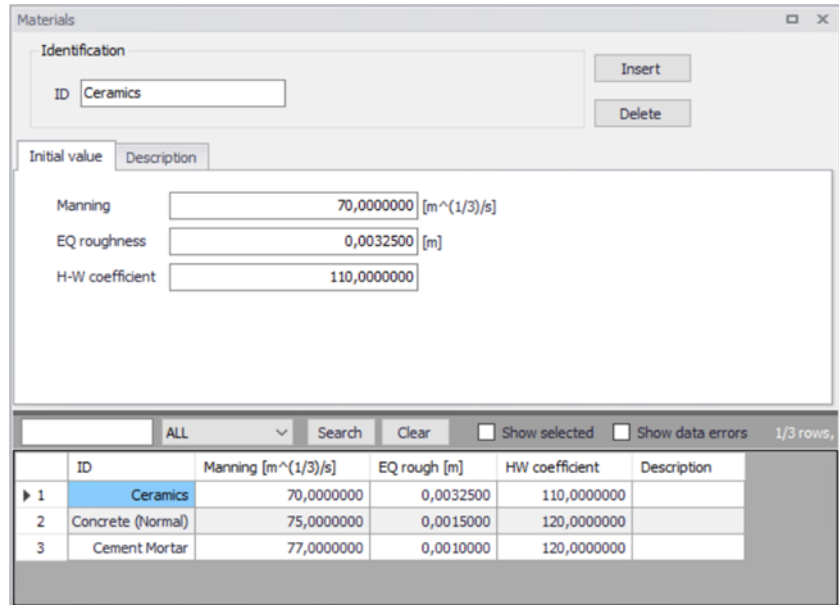 Materials
Identification
ID Ceramics
Insert
Delete
Initial value Description
Manning 70,0000000 [m^(1/3)/s]
EQ roughness 0,0032500 [m]
H-W coefficient 110,0000000
ALL Search Clear Show selected Show data errors 1/3 rows,
ID Manning [m^(1/3)/s] EQ rough [m] HW coefficient Description
1 Ceramics 70,0000000 0,0032500 110,0000000
2 Concrete (Normal) 75,0000000 0,0015000 120,0000000
3 Cement Mortar 77,0000000 0,0010000 120,0000000